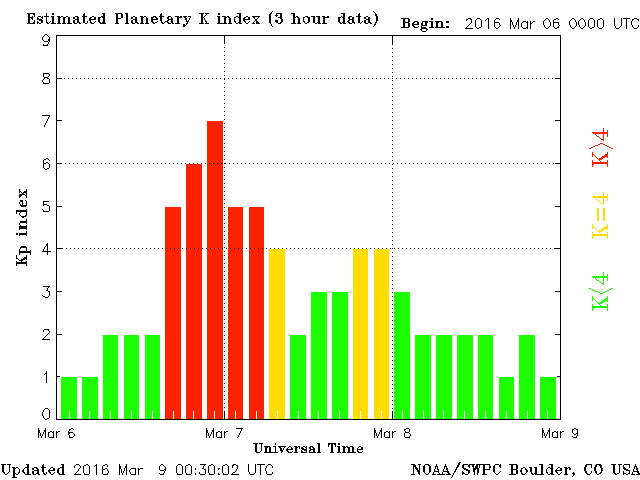 Estimated Planetary K index (3 hour data)
Begin: 2016 Mar 06 0000 UTC
9
8
7
6
5
4
3
2
1
0
Kp index
K>4
K=4
K<4
Mar 6
Mar 7
Mar 8
Mar 9
Universal Time
Updated 2016 Mar 9 00:30:02 UTC
NOAA/SWPC Boulder, CO USA